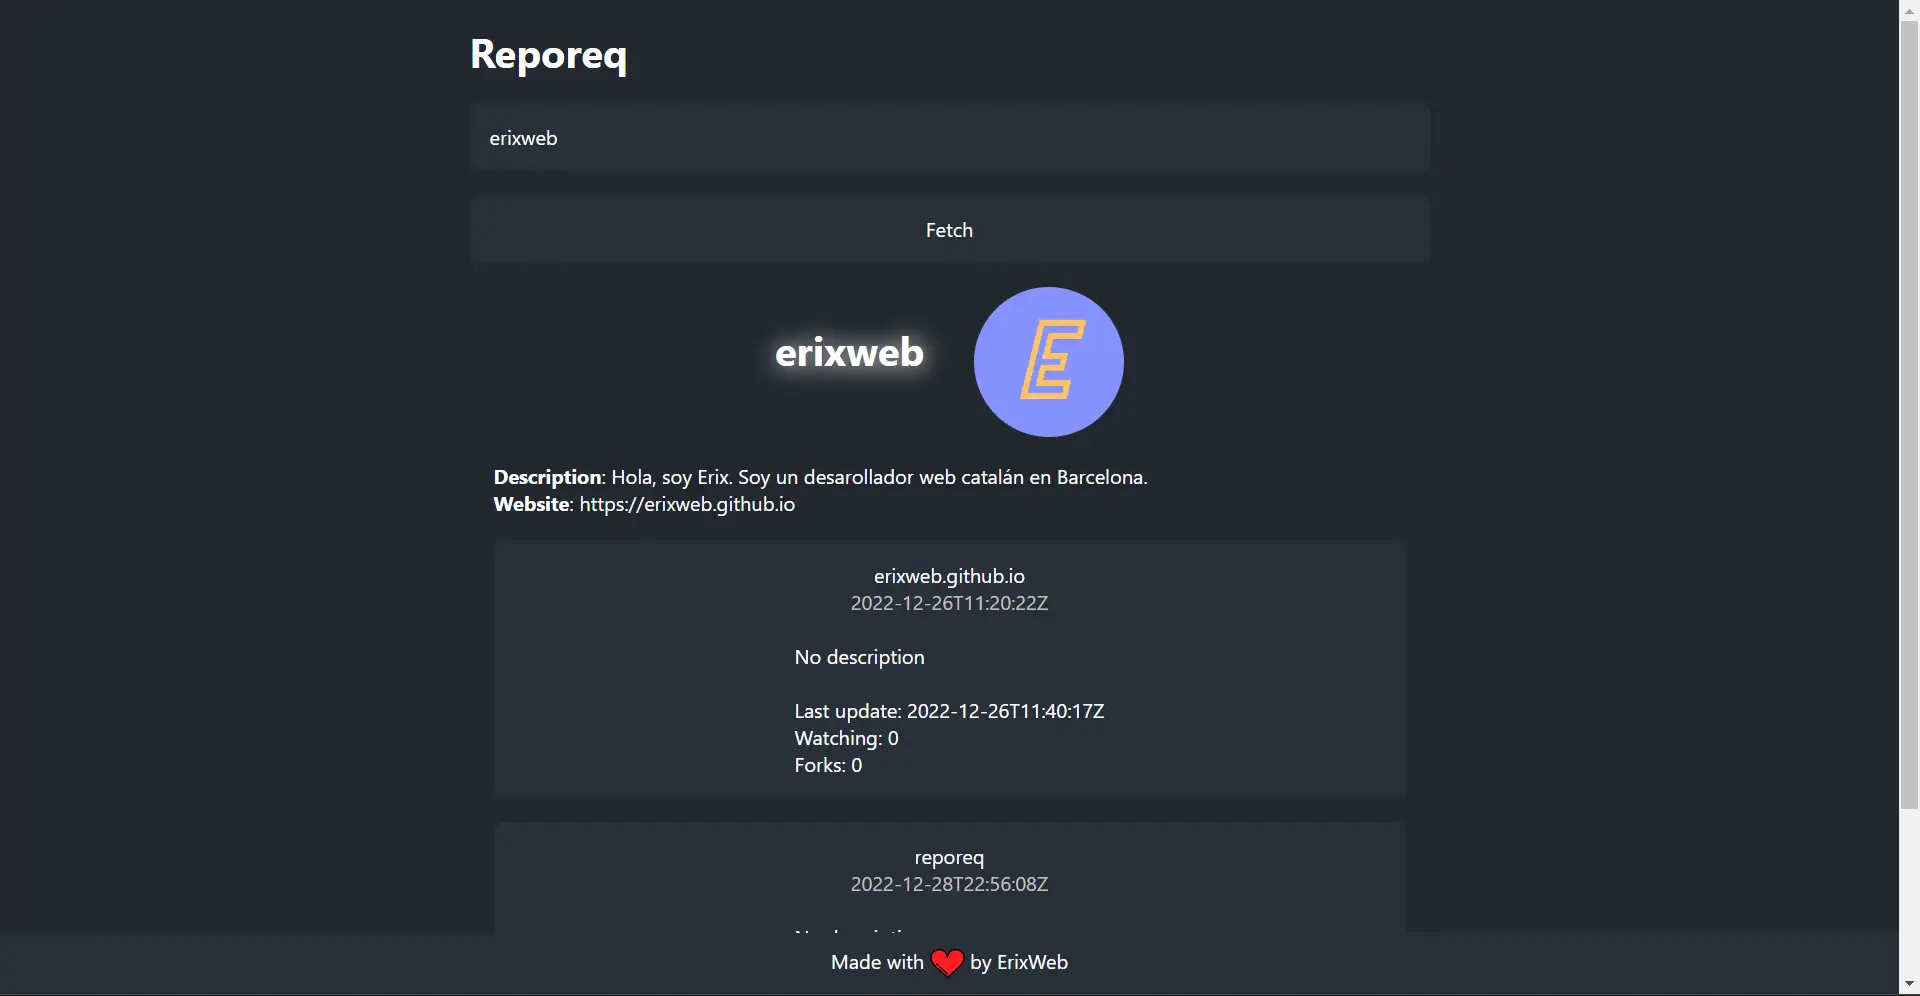 Reporeq
erixweb
Fetch
erixweb
E
Description: Hola, soy Erix. Soy un desarollador web catalán en Barcelona.
Website: https://erixweb.github.io
erixweb.github.io
2022-12-26T11:20:22Z
No description
Last update: 2022-12-26T11:40:17Z
Watching: 0
Forks: 0
reporeq
2022-12-28T22:56:08Z
Made with by ErixWeb